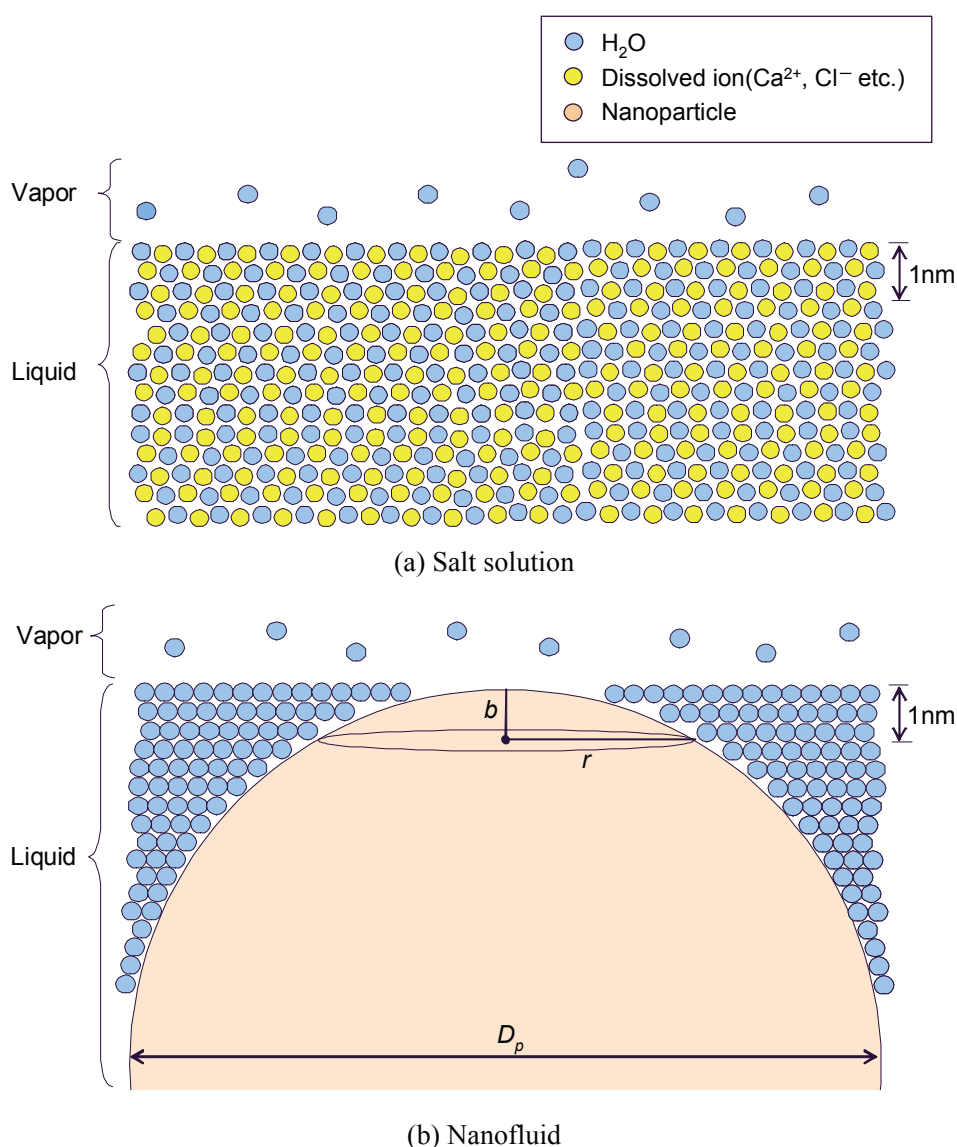 H₂O
Dissolved ion(Ca²⁺, Cl⁻ etc.)
Nanoparticle
Vapor
Liquid
1nm
(a) Salt solution
Vapor
Liquid
b
r
1nm
Dₚ
(b) Nanofluid